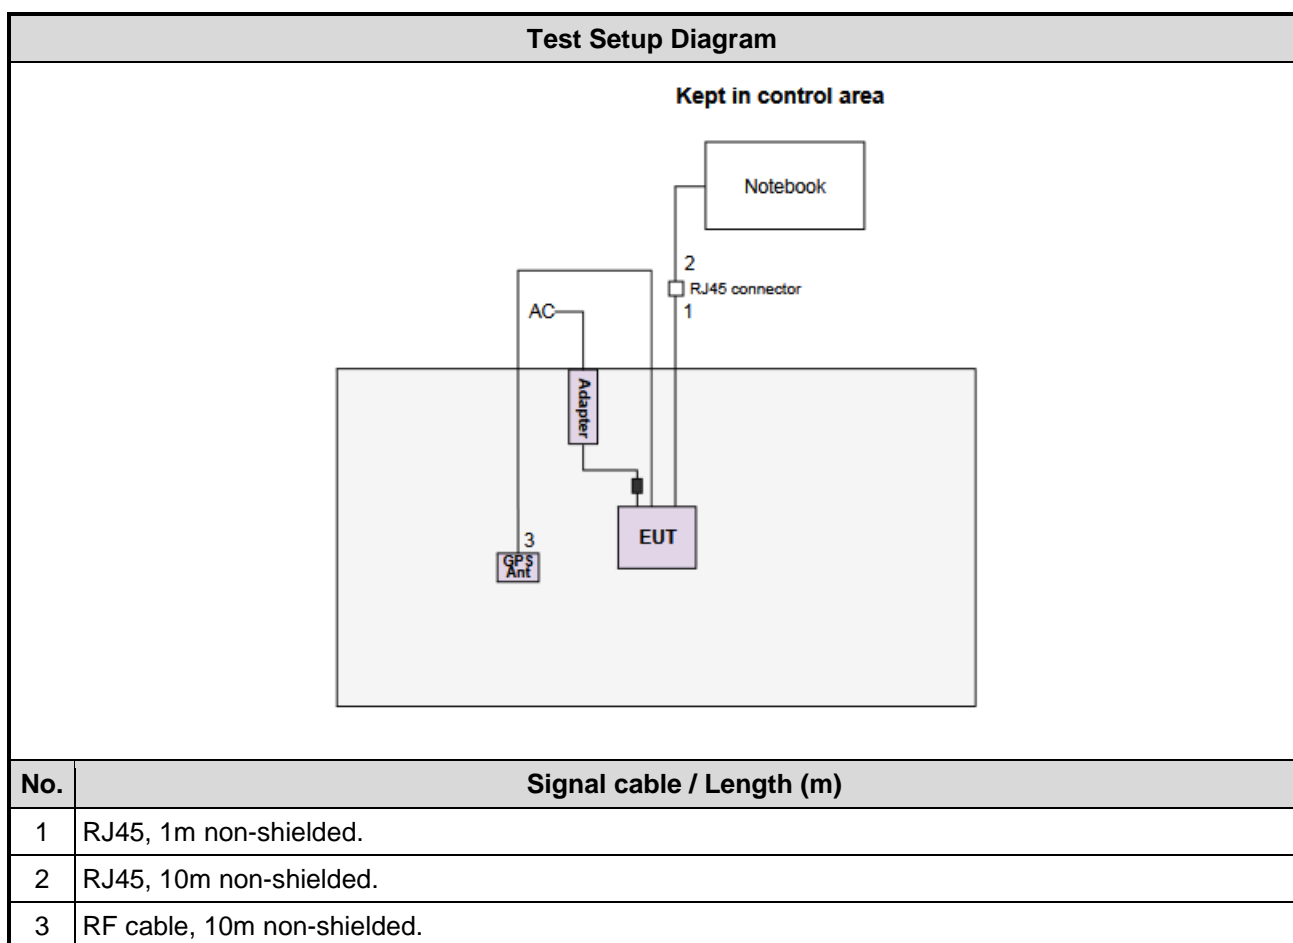 Test Setup Diagram
Kept in control area
Notebook
2
RJ45 connector
1
AC
Adapter
3
GPS
Ant
EUT
No. Signal cable / Length (m)
1 RJ45, 1m non-shielded.
2 RJ45, 10m non-shielded.
3 RF cable, 10m non-shielded.